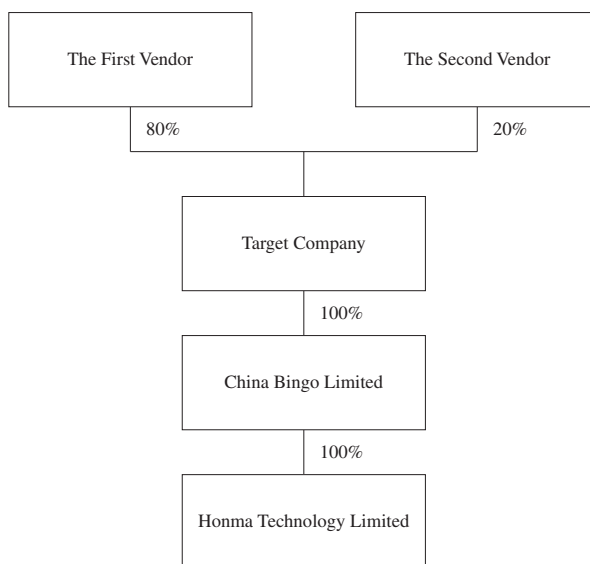 The First Vendor
The Second Vendor
80%
20%
Target Company
100%
China Bingo Limited
100%
Honma Technology Limited